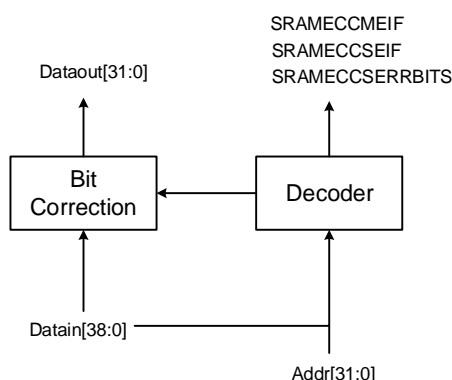 SRAMECCMEIF
SRAMECCSEIF
SRAMECCSERRBITS
Dataout[31:0]
Bit
Correction
Decoder
Datain[38:0]
Addr[31:0]